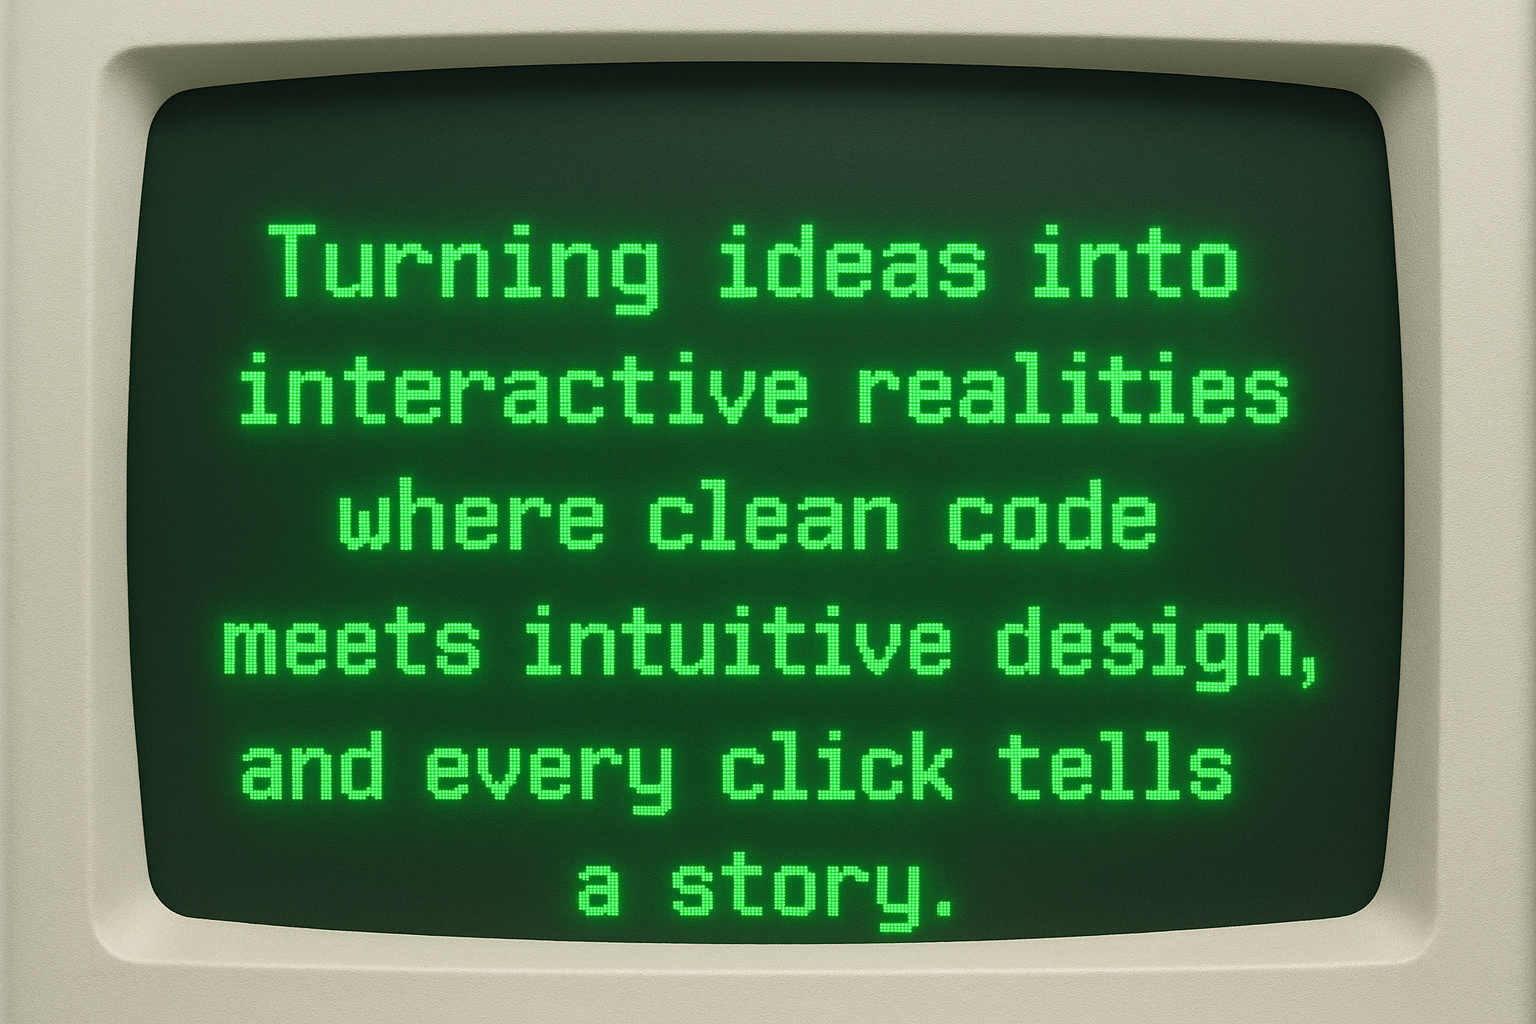 Turning ideas into
interactive realities
where clean code
meets intuitive design,
and every click tells
a story.